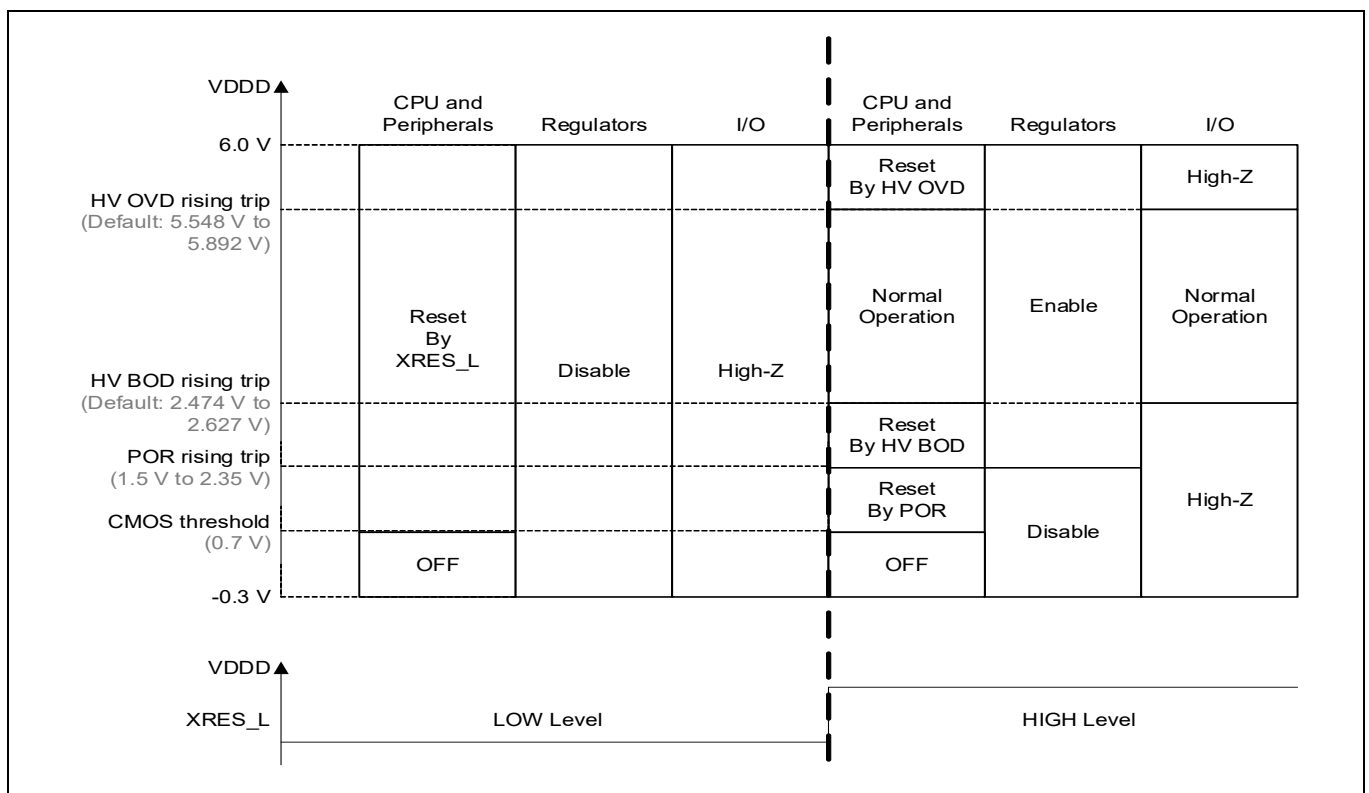 VDDD
CPU and
Peripherals
Regulators
I/O
CPU and
Peripherals
Regulators
I/O
6.0 V
Reset
By HV OVD
High-Z
HV OVD rising trip
(Default: 5.548 V to
5.892 V)
Reset
By
XRES_L
Disable
High-Z
Normal
Operation
Enable
Normal
Operation
HV BOD rising trip
(Default: 2.474 V to
2.627 V)
Reset
By HV BOD
POR rising trip
(1.5 V to 2.35 V)
Reset
By POR
Disable
High-Z
CMOS threshold
(0.7 V)
OFF
OFF
-0.3 V
VDDD
XRES_L
LOW Level
HIGH Level